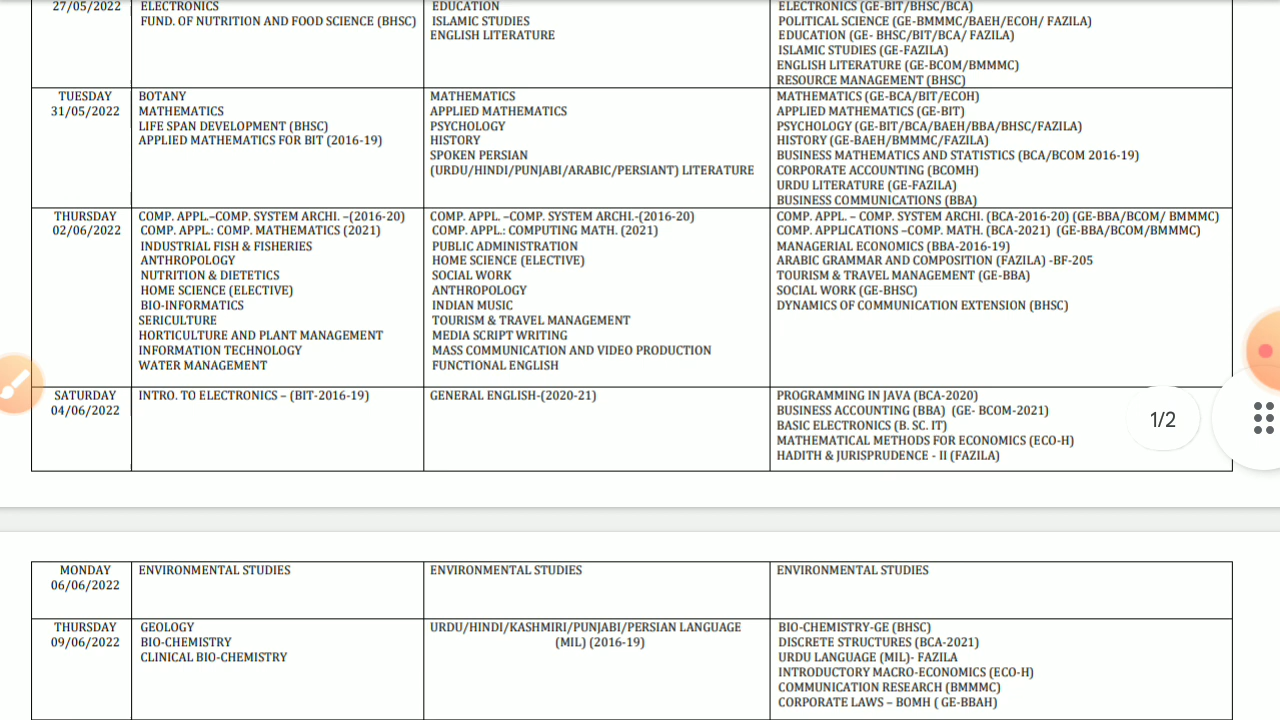 27/05/2022
ELECTRONICS
FUND. OF NUTRITION AND FOOD SCIENCE (BHSC)
EDUCATION
ISLAMIC STUDIES
ENGLISH LITERATURE
ELECTRONICS (GE-BIT/BHSC/BCA)
POLITICAL SCIENCE (GE-BMMMC/BAEH/ECOH/ FAZILA)
EDUCATION (GE- BHSC/BIT/BCA/ FAZILA)
ISLAMIC STUDIES (GE-FAZILA)
ENGLISH LITERATURE (GE-BCOM/BMMMC)
RESOURCE MANAGEMENT (BHSC)
TUESDAY
31/05/2022
BOTANY
MATHEMATICS
LIFE SPAN DEVELOPMENT (BHSC)
APPLIED MATHEMATICS FOR BIT (2016-19)
MATHEMATICS
APPLIED MATHEMATICS
PSYCHOLOGY
HISTORY
SPOKEN PERSIAN
(URDU/HINDI/PUNJABI/ARABIC/PERSIANT) LITERATURE
MATHEMATICS (GE-BCA/BIT/ECOH)
APPLIED MATHEMATICS (GE-BIT)
PSYCHOLOGY (GE-BIT/BCA/BAEH/BBA/BHSC/FAZILA)
HISTORY (GE-BAEH/BMMMC/FAZILA)
BUSINESS MATHEMATICS AND STATISTICS (BCA/BCOM 2016-19)
CORPORATE ACCOUNTING (BCOMH)
URDU LITERATURE (GE-FAZILA)
BUSINESS COMMUNICATIONS (BBA)
THURSDAY
02/06/2022
COMP. APPL.–COMP. SYSTEM ARCHI. –(2016-20)
COMP. APPL.: COMP. MATHEMATICS (2021)
INDUSTRIAL FISH & FISHERIES
ANTHROPOLOGY
NUTRITION & DIETETICS
HOME SCIENCE (ELECTIVE)
BIO-INFORMATICS
SERICULTURE
HORTICULTURE AND PLANT MANAGEMENT
INFORMATION TECHNOLOGY
WATER MANAGEMENT
COMP. APPL. –COMP. SYSTEM ARCHI.-(2016-20)
COMP. APPL.: COMPUTING MATH. (2021)
PUBLIC ADMINISTRATION
HOME SCIENCE (ELECTIVE)
SOCIAL WORK
ANTHROPOLOGY
INDIAN MUSIC
TOURISM & TRAVEL MANAGEMENT
MEDIA SCRIPT WRITING
MASS COMMUNICATION AND VIDEO PRODUCTION
FUNCTIONAL ENGLISH
COMP. APPL. – COMP. SYSTEM ARCHI. (BCA-2016-20) (GE-BBA/BCOM/ BMMMC)
COMP. APPLICATIONS –COMP. MATH. (BCA-2021) (GE-BBA/BCOM/BMMMC)
MANAGERIAL ECONOMICS (BBA-2016-19)
ARABIC GRAMMAR AND COMPOSITION (FAZILA) -BF-205
TOURISM & TRAVEL MANAGEMENT (GE-BBA)
SOCIAL WORK (GE-BHSC)
DYNAMICS OF COMMUNICATION EXTENSION (BHSC)
SATURDAY
04/06/2022
INTRO. TO ELECTRONICS – (BIT-2016-19)
GENERAL ENGLISH-(2020-21)
PROGRAMMING IN JAVA (BCA-2020)
BUSINESS ACCOUNTING (BBA) (GE- BCOM-2021)
BASIC ELECTRONICS (B. SC. IT)
MATHEMATICAL METHODS FOR ECONOMICS (ECO-H)
HADITH & JURISPRUDENCE - II (FAZILA)
1/2
MONDAY
06/06/2022
ENVIRONMENTAL STUDIES
ENVIRONMENTAL STUDIES
ENVIRONMENTAL STUDIES
THURSDAY
09/06/2022
GEOLOGY
BIO-CHEMISTRY
CLINICAL BIO-CHEMISTRY
URDU/HINDI/KASHMIRI/PUNJABI/PERSIAN LANGUAGE
(MIL) (2016-19)
BIO-CHEMISTRY-GE (BHSC)
DISCRETE STRUCTURES (BCA-2021)
URDU LANGUAGE (MIL)- FAZILA
INTRODUCTORY MACRO-ECONOMICS (ECO-H)
COMMUNICATION RESEARCH (BMMMC)
CORPORATE LAWS – BOMH ( GE-BBAH)